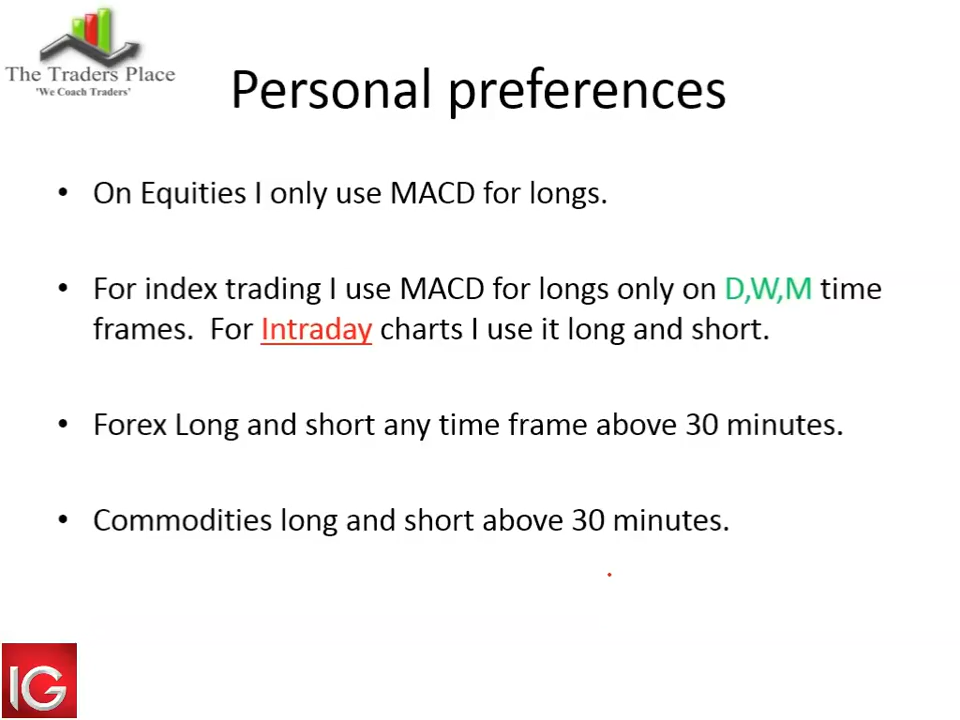 The Traders Place
'We Coach Traders'
Personal preferences
• On Equities I only use MACD for longs.
• For index trading I use MACD for longs only on D,W,M time
frames.  For Intraday charts I use it long and short.
• Forex Long and short any time frame above 30 minutes.
• Commodities long and short above 30 minutes.
IG